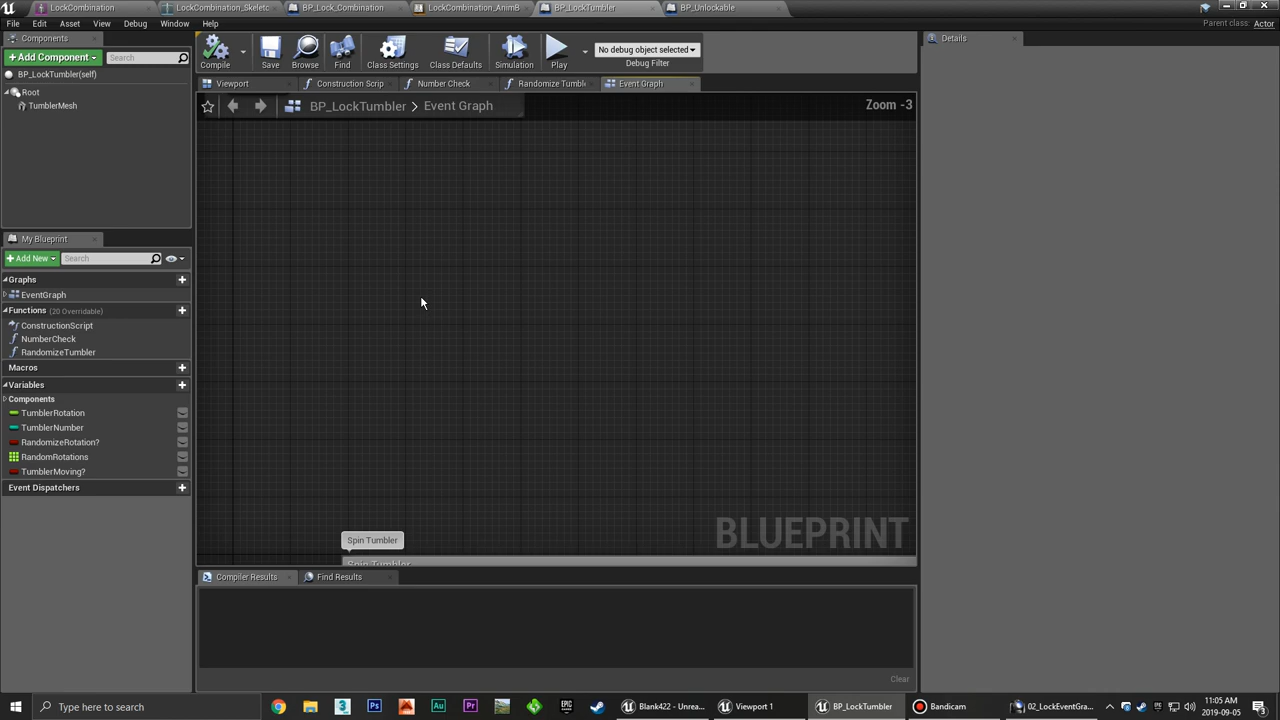 LockCombination
LockCombination_Skeletc
BP_Lock_Combination
LockCombination_AnimB
BP_LockTumbler
BP_Unlockable
File
Edit
Asset
View
Debug
Window
Help
Parent class: Actor
Components
+Add Component
Search
BP_LockTumbler(self)
Root
TumblerMesh
Compile
Save
Browse
Find
Class Settings
Class Defaults
Simulation
Play
No debug object selected
Debug Filter
Details
Viewport
Construction Scrip
Number Check
Randomize Tumble
Event Graph
BP_LockTumbler > Event Graph
Zoom -3
My Blueprint
+Add New
Search
Graphs
EventGraph
Functions (20 Overridable)
ConstructionScript
NumberCheck
RandomizeTumbler
Macros
Variables
Components
TumblerRotation
TumblerNumber
RandomizeRotation?
RandomRotations
TumblerMoving?
Event Dispatchers
BLUEPRINT
Spin Tumbler
Spin Tumbler
Compiler Results
Find Results
Clear
Type here to search
Blank422 - Unrea...
Viewport 1
BP_LockTumbler
Bandicam
02_LockEventGra...
11:05 AM
2019-09-05